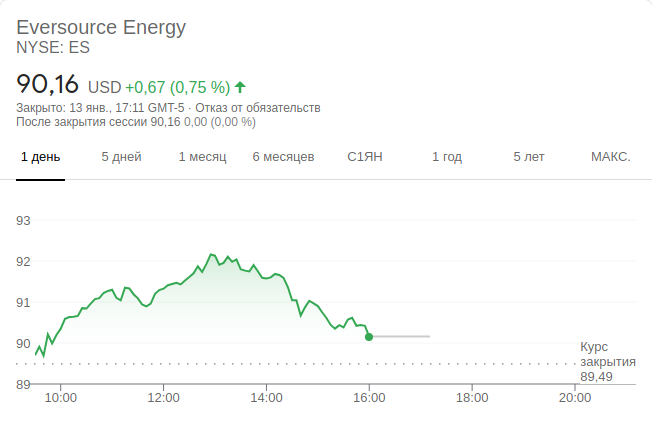 Eversource Energy
NYSE: ES
90,16 USD +0,67 (0,75 %)
Закрыто: 13 янв., 17:11 GMT-5 · Отказ от обязательств
После закрытия сессии 90,16 0,00 (0,00 %)
1 день 5 дней 1 месяц 6 месяцев С1ЯН 1 год 5 лет МАКС.
93
92
91
90
Курс
закрытия
89,49
89
10:00 12:00 14:00 16:00 18:00 20:00